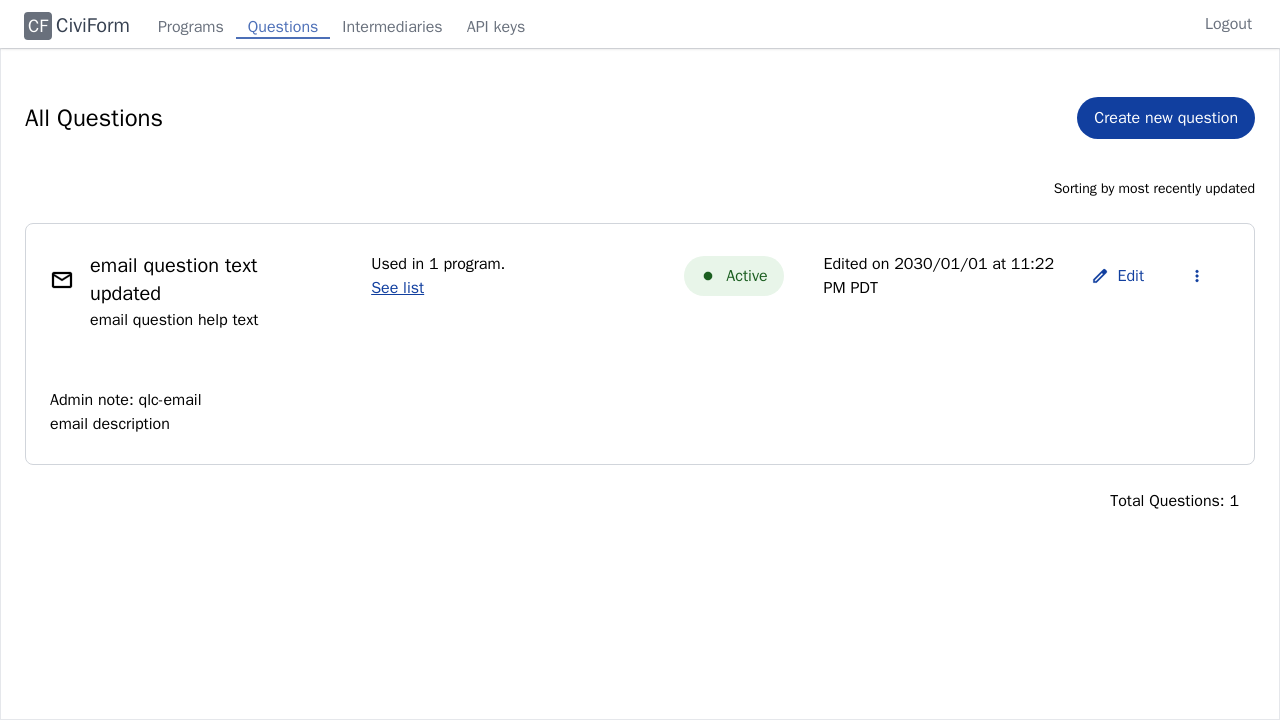 CF CiviForm Programs Questions Intermediaries API keys Logout
All Questions
Create new question
Sorting by most recently updated
email question text
updated
email question help text
Used in 1 program.
See list
Active
Edited on 2030/01/01 at 11:22
PM PDT
Edit
Admin note: qlc-email
email description
Total Questions: 1